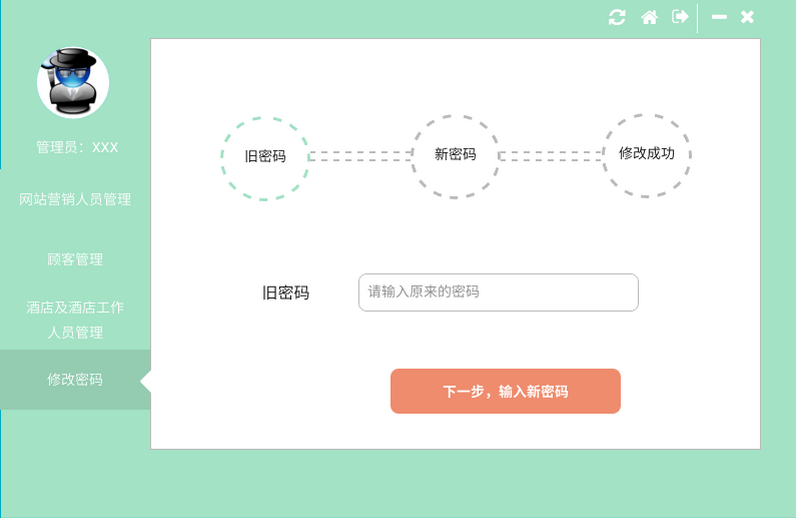 管理员：XXX
网站营销人员管理
顾客管理
酒店及酒店工作
人员管理
修改密码
旧密码
新密码
修改成功
旧密码
请输入原来的密码
下一步，输入新密码